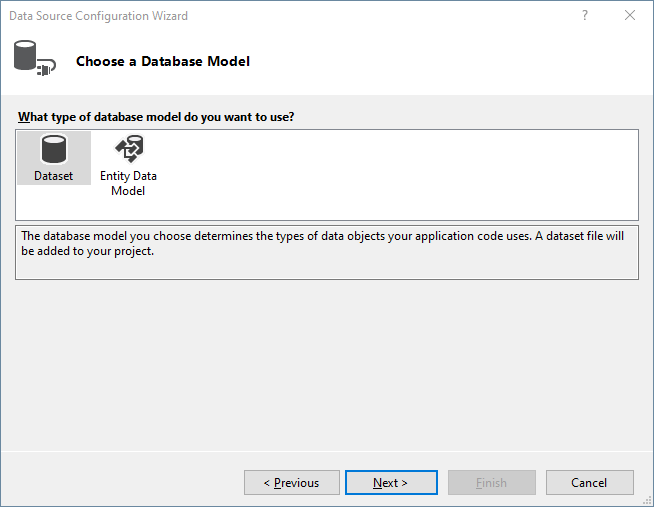 Data Source Configuration Wizard
?
Choose a Database Model
What type of database model do you want to use?
Dataset
Entity Data
Model
The database model you choose determines the types of data objects your application code uses. A dataset file will
be added to your project.
< Previous
Next >
Finish
Cancel